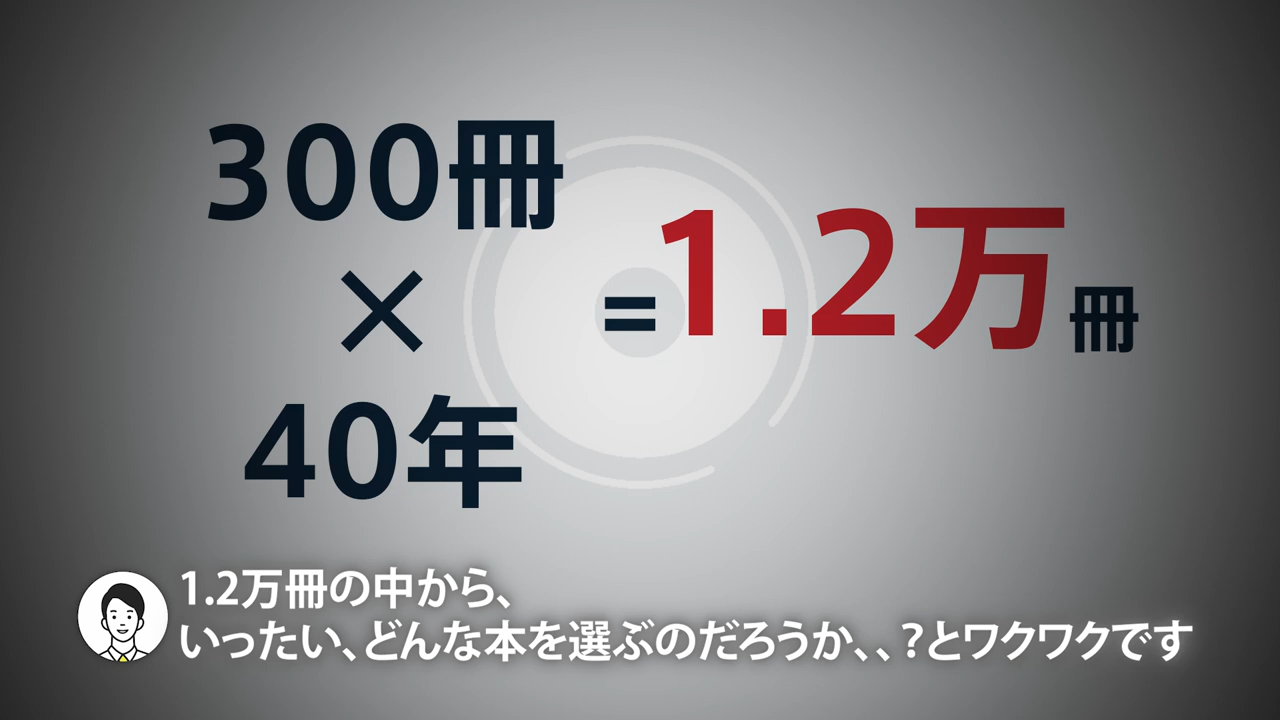 300冊
×
40年
=1.2万冊
1.2万冊の中から、
いったい、どんな本を選ぶのだろうか、、?とワクワクです